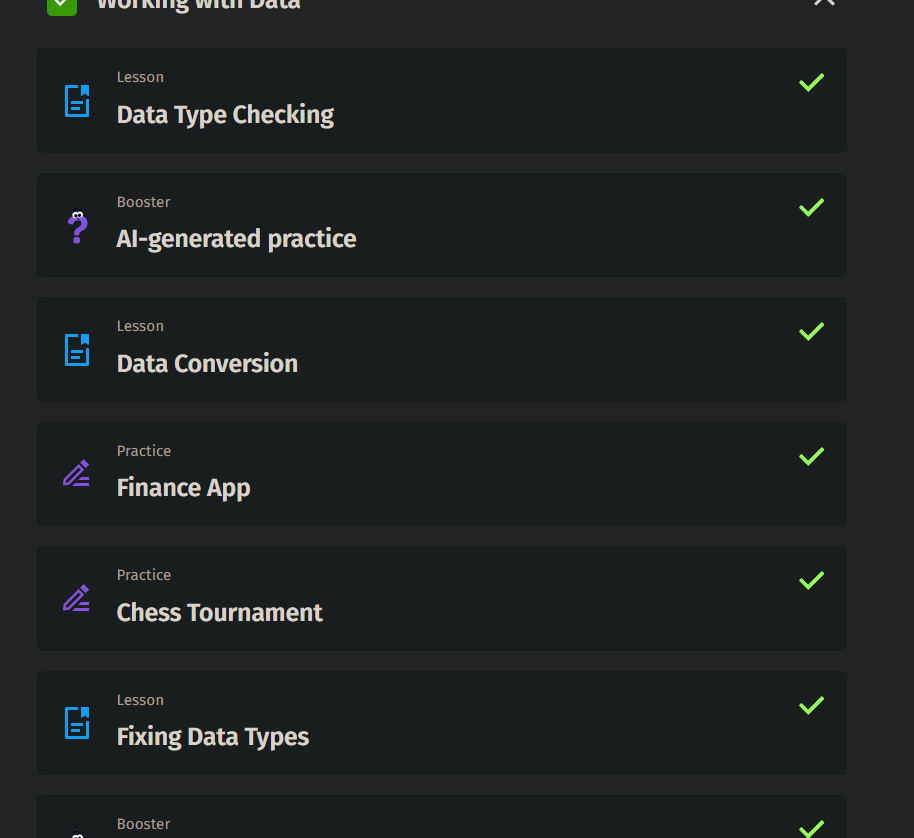 Working with Data
Lesson
Data Type Checking
Booster
AI-generated practice
Lesson
Data Conversion
Practice
Finance App
Practice
Chess Tournament
Lesson
Fixing Data Types
Booster